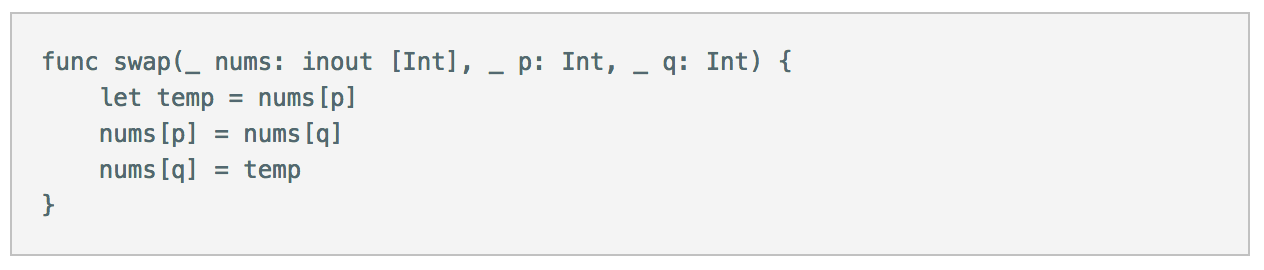 func swap(_ nums: inout [Int], _ p: Int, _ q: Int) {
    let temp = nums[p]
    nums[p] = nums[q]
    nums[q] = temp
}